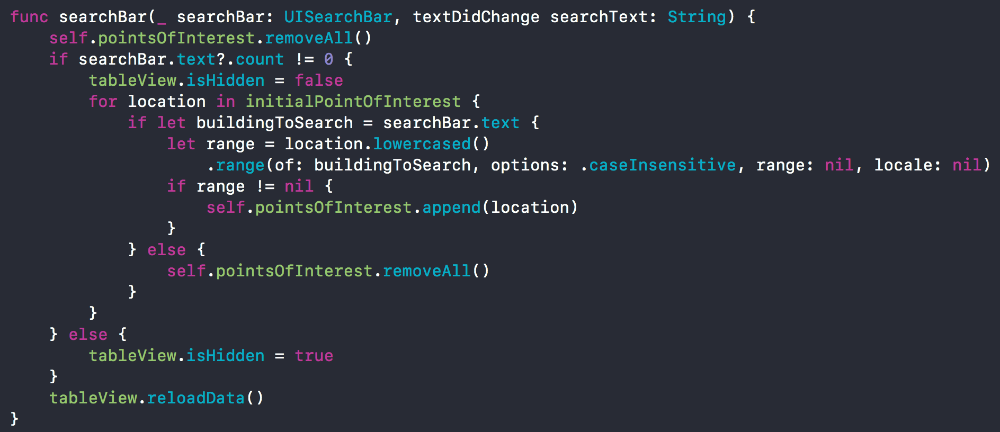 func searchBar(_ searchBar: UISearchBar, textDidChange searchText: String) {
    self.pointsOfInterest.removeAll()
    if searchBar.text?.count != 0 {
        tableView.isHidden = false
        for location in initialPointOfInterest {
            if let buildingToSearch = searchBar.text {
                let range = location.lowercased()
                    .range(of: buildingToSearch, options: .caseInsensitive, range: nil, locale: nil)
                if range != nil {
                    self.pointsOfInterest.append(location)
                }
            } else {
                self.pointsOfInterest.removeAll()
            }
        }
    } else {
        tableView.isHidden = true
    }
    tableView.reloadData()
}